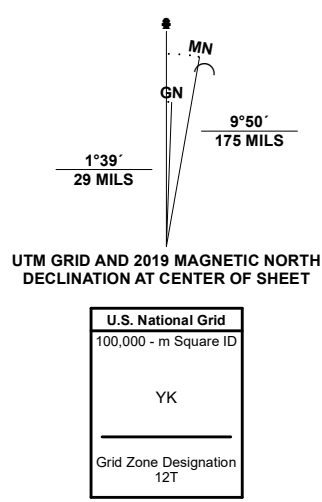 MN
GN
9°50´
175 MILS
1°39´
29 MILS
UTM GRID AND 2019 MAGNETIC NORTH
DECLINATION AT CENTER OF SHEET
U.S. National Grid
100,000 - m Square ID
YK
Grid Zone Designation
12T